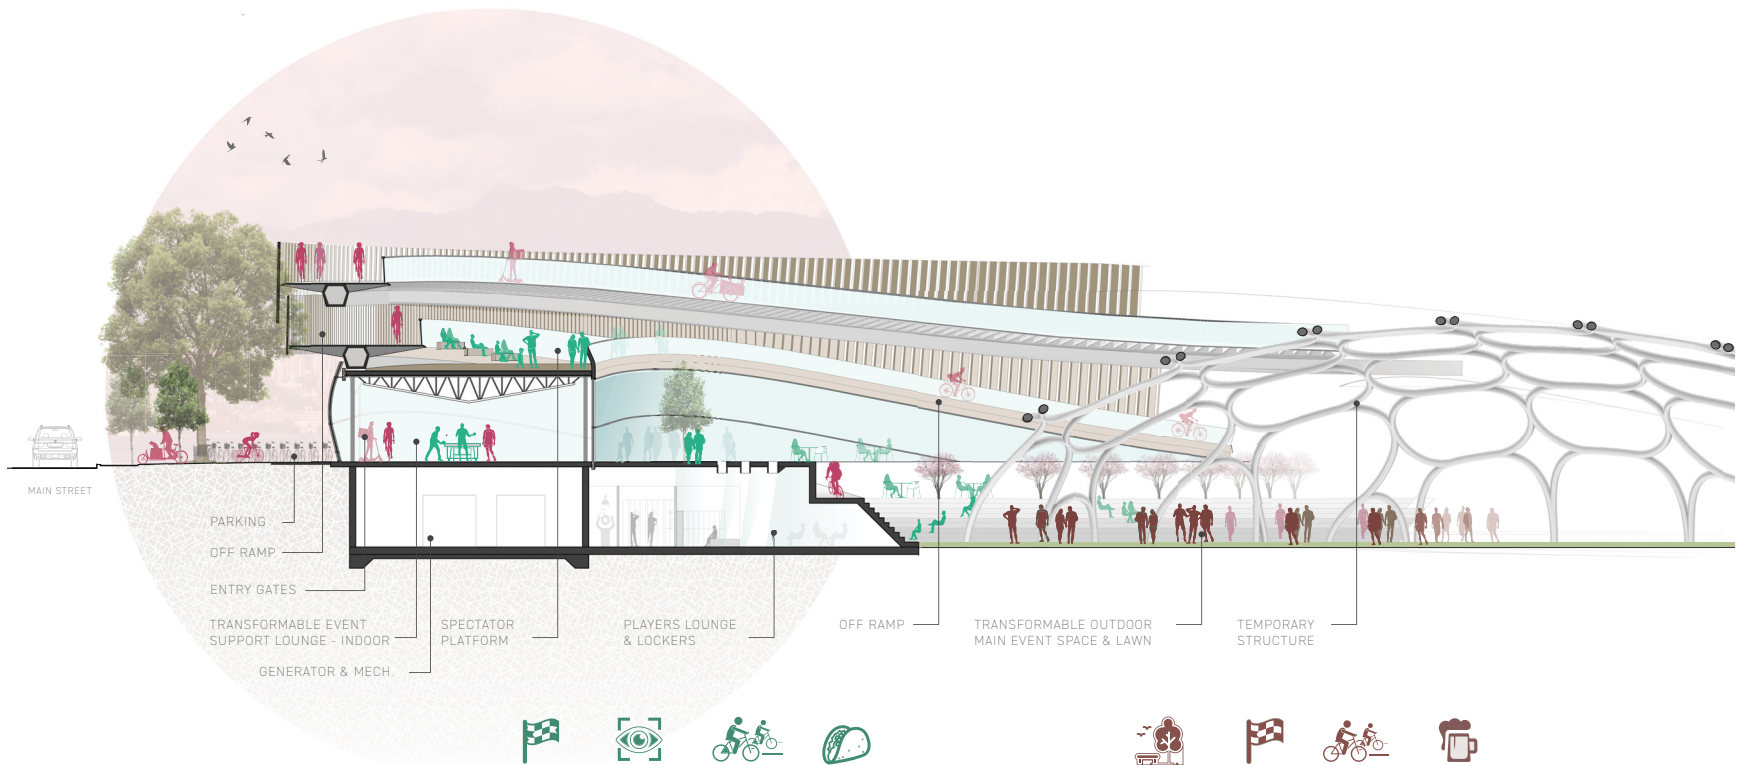 MAIN STREET
PARKING
OFF RAMP
ENTRY GATES
TRANSFORMABLE EVENT
SUPPORT LOUNGE - INDOOR
GENERATOR & MECH.
SPECTATOR
PLATFORM
PLAYERS LOUNGE
& LOCKERS
OFF RAMP
TRANSFORMABLE OUTDOOR
MAIN EVENT SPACE & LAWN
TEMPORARY
STRUCTURE